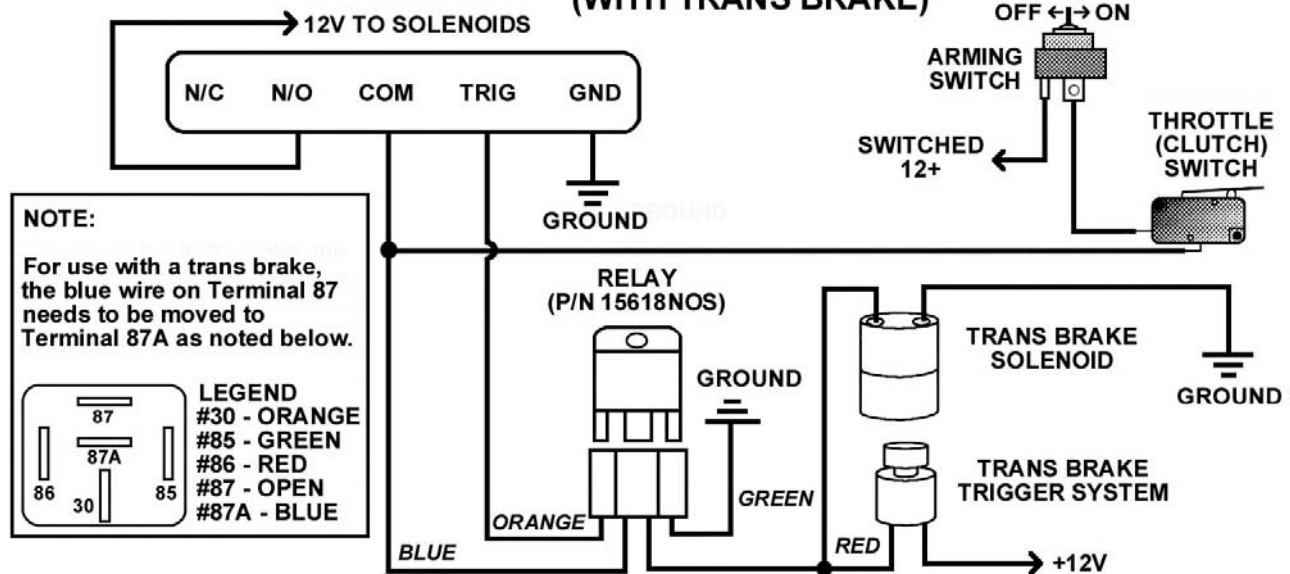 (WITH TRANS BRAKE)
12V TO SOLENOIDS
OFF ON
ARMING
SWITCH
N/C N/O COM TRIG GND
THROTTLE
(CLUTCH)
SWITCH
SWITCHED
12+
GROUND
NOTE:
For use with a trans brake,
the blue wire on Terminal 87
needs to be moved to
Terminal 87A as noted below.
RELAY
(P/N 15618NOS)
TRANS BRAKE
SOLENOID
GROUND
GROUND
LEGEND
#30 - ORANGE
#85 - GREEN
#86 - RED
#87 - OPEN
#87A - BLUE
87
87A
86
30
85
TRANS BRAKE
TRIGGER SYSTEM
GREEN
ORANGE
BLUE
RED
+12V